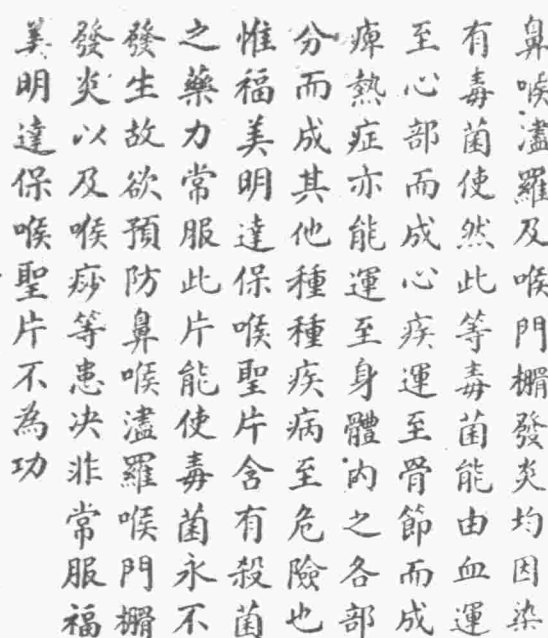 鼻喉濜羅及喉門榍發炎均因染
有毒菌使然此等毒菌能由血運
至心部而成心疾運至骨節而成
痺熱症亦能運至身體內之各部
分而成其他種種疾病至危險也
惟福美明達保喉聖片含有殺菌
之藥力常服此片能使毒菌永不
發生故欲預防鼻喉濜羅喉門榍
發炎以及喉痧等患决非常服福
美明達保喉聖片不為功